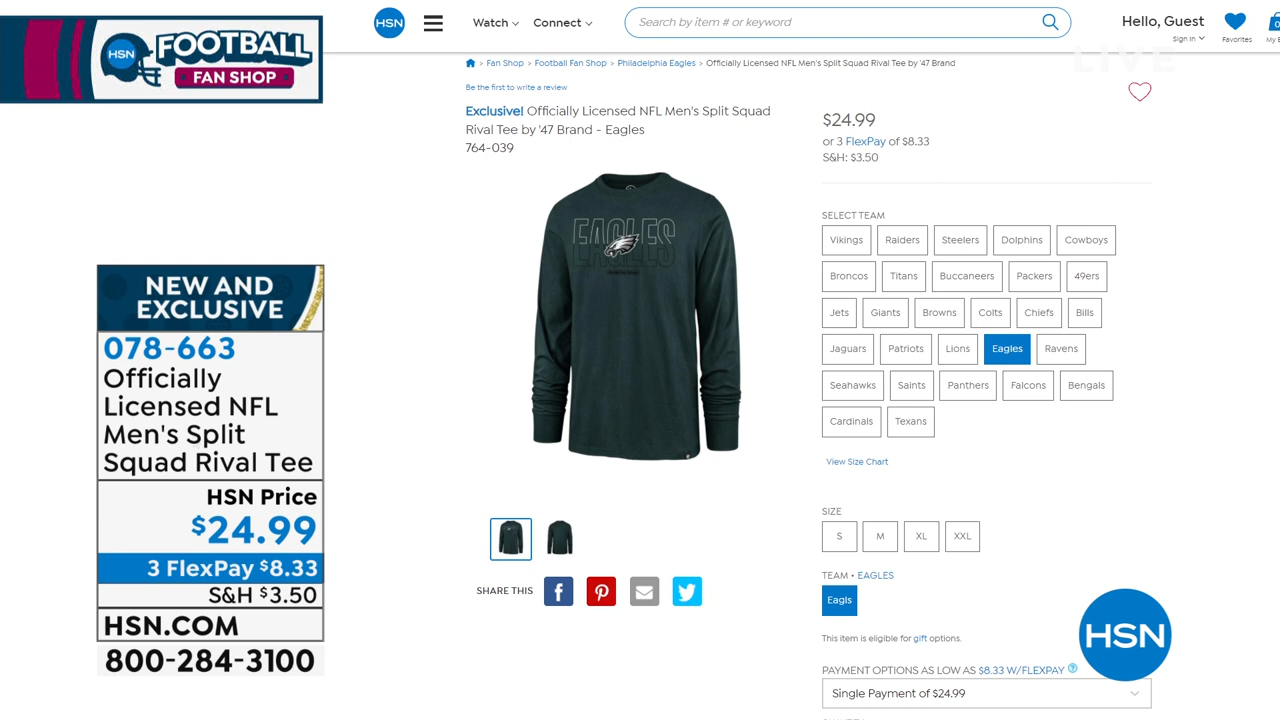 HSN
FOOTBALL
FAN SHOP
HSN
Watch
Connect
Search by item # or keyword
Hello, Guest
Sign In
Favorites
0
LIVE
> Fan Shop > Football Fan Shop > Philadelphia Eagles > Officially Licensed NFL Men's Split Squad Rival Tee by '47 Brand
Be the first to write a review
Exclusive! Officially Licensed NFL Men's Split Squad
Rival Tee by '47 Brand - Eagles
764-039
EAGLES
$24.99
or 3 FlexPay of $8.33
S&H: $3.50
SELECT TEAM
Vikings Raiders Steelers Dolphins Cowboys
Broncos Titans Buccaneers Packers 49ers
Jets Giants Browns Colts Chiefs Bills
Jaguars Patriots Lions Eagles Ravens
Seahawks Saints Panthers Falcons Bengals
Cardinals Texans
View Size Chart
SIZE
S M XL XXL
TEAM • EAGLES
Eagls
This item is eligible for gift options.
PAYMENT OPTIONS AS LOW AS $8.33 W/FLEXPAY ?
Single Payment of $24.99
SHARE THIS
HSN
NEW AND
EXCLUSIVE
078-663
Officially
Licensed NFL
Men's Split
Squad Rival Tee
HSN Price
$24.99
3 FlexPay $8.33
S&H $3.50
HSN.COM
800-284-3100